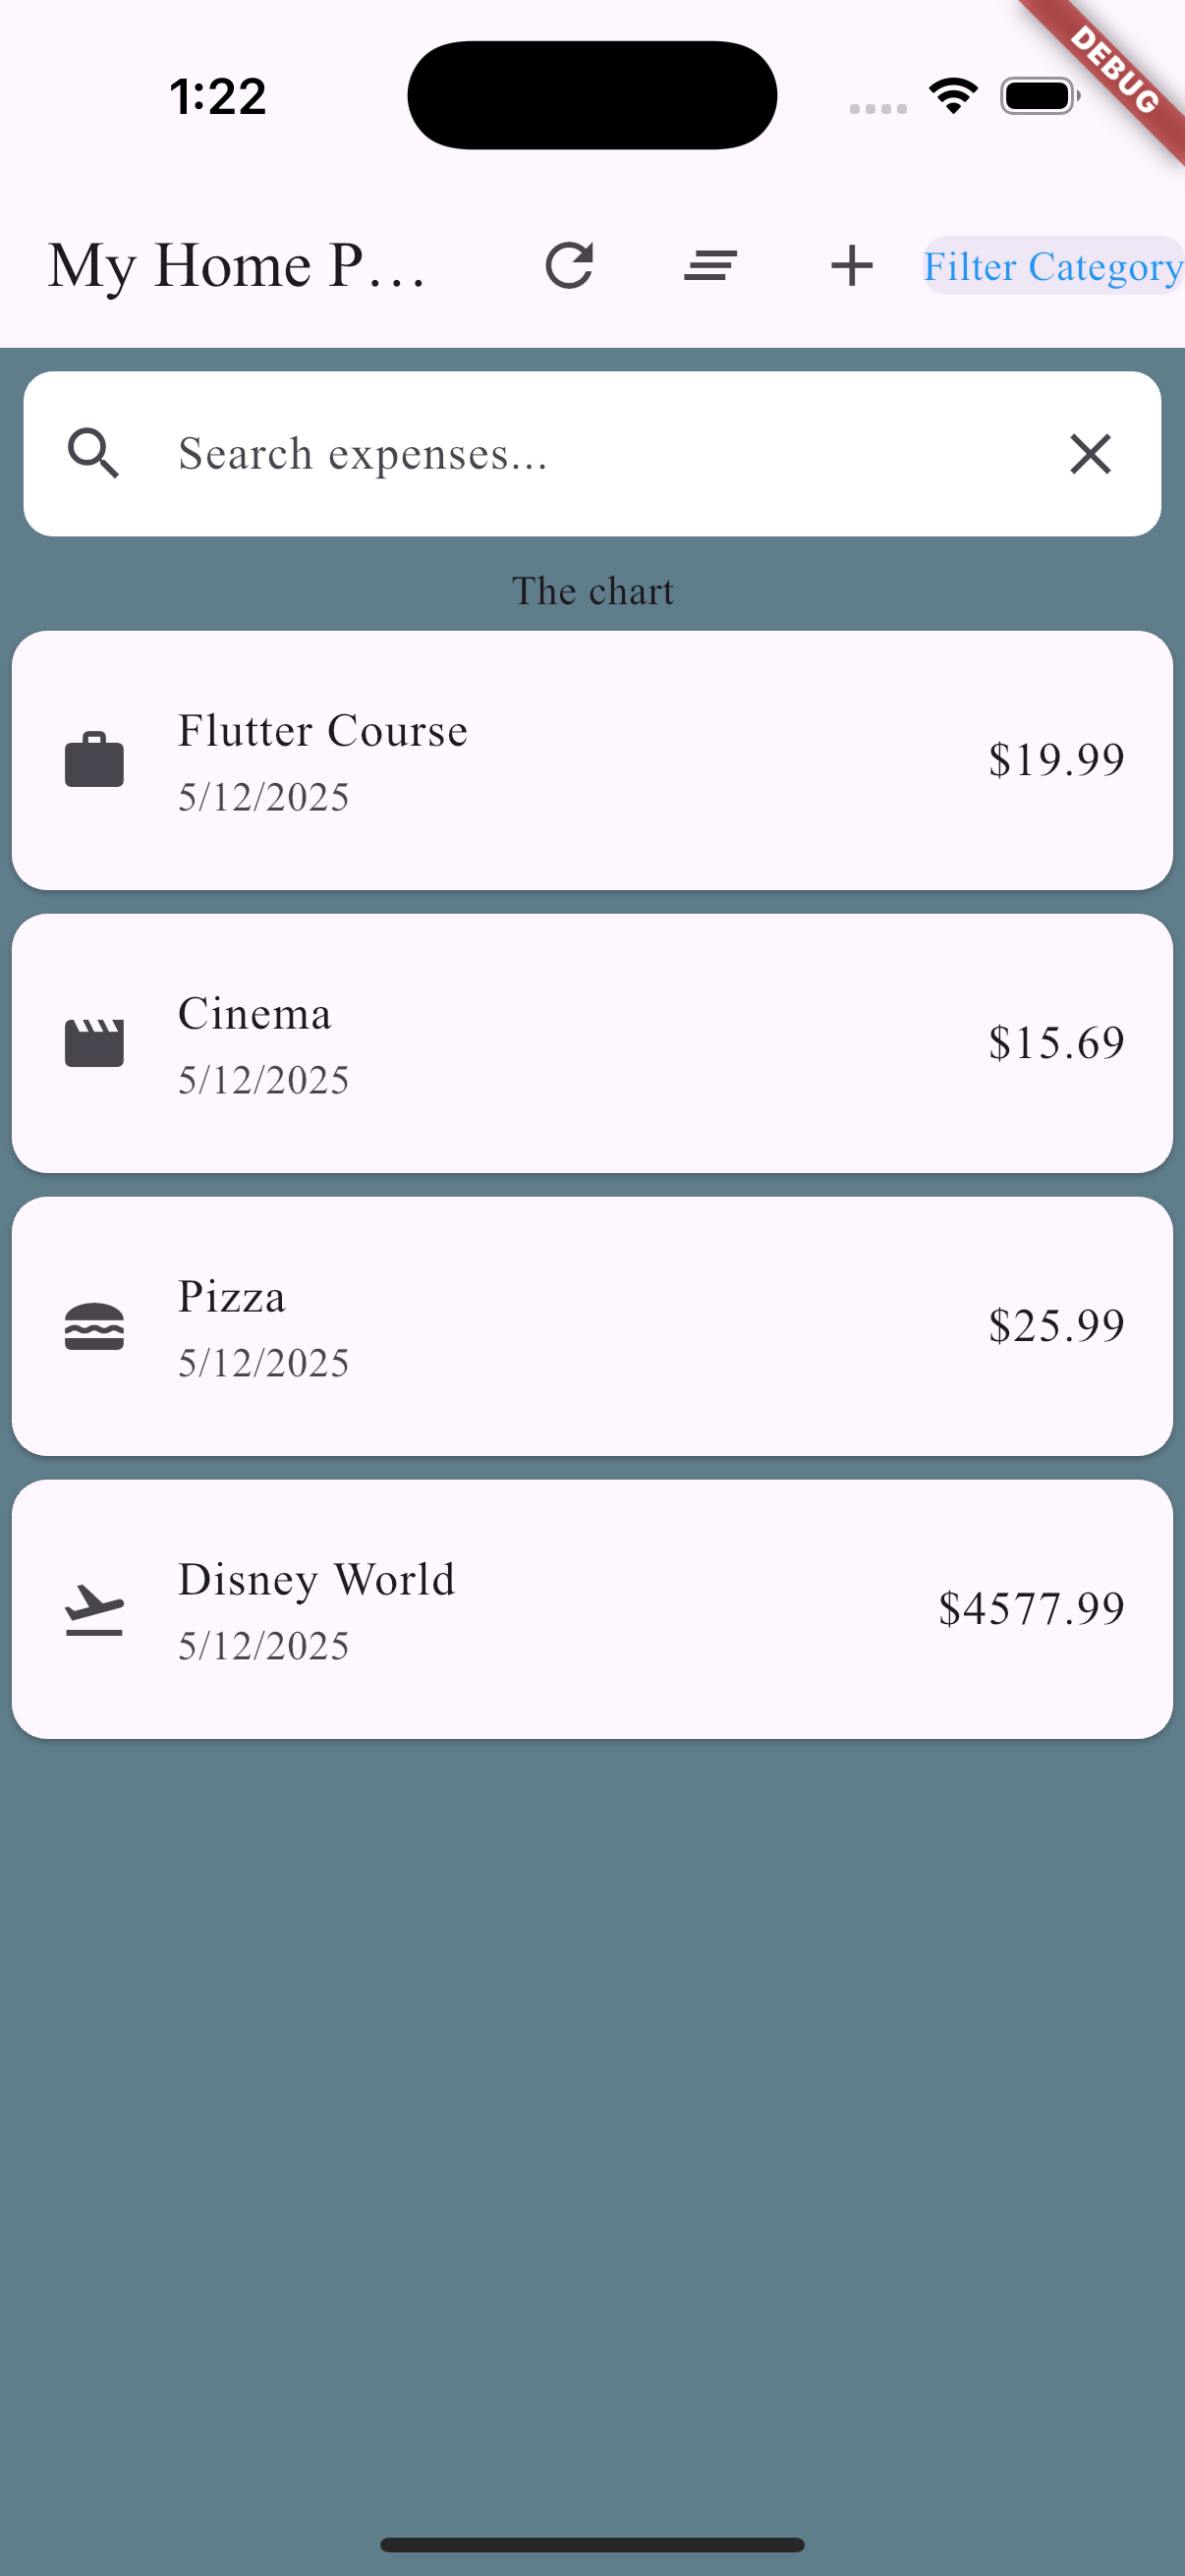 1:22
DEBUG
My Home P...
Filter Category
Search expenses...
The chart
Flutter Course
5/12/2025
$19.99
Cinema
5/12/2025
$15.69
Pizza
5/12/2025
$25.99
Disney World
5/12/2025
$4577.99